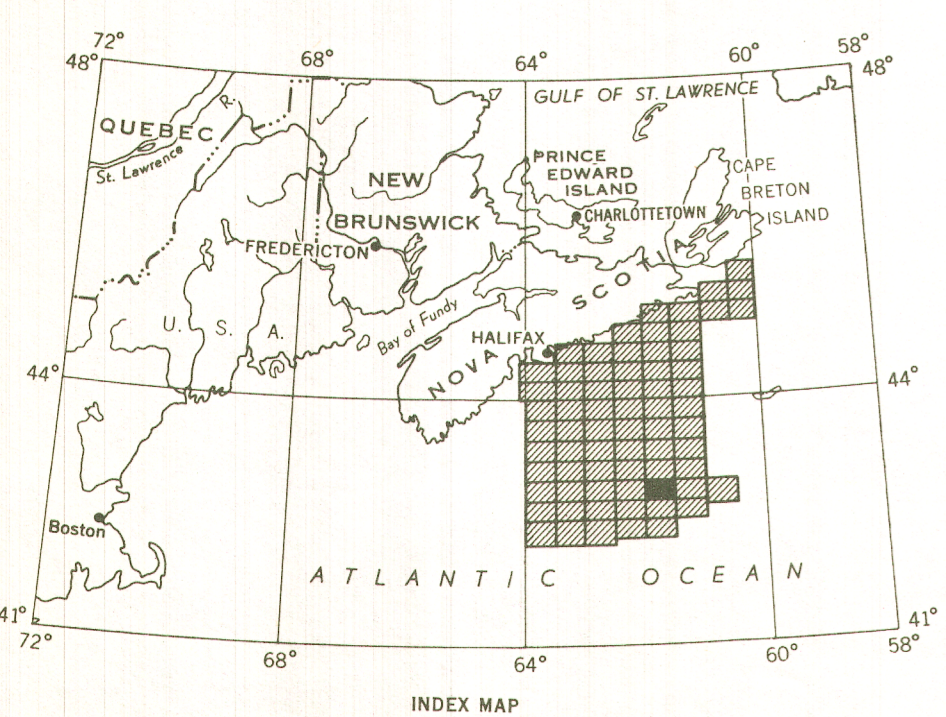 72°
48°
68°
64°
60°
58°
48°
GULF OF ST. LAWRENCE
R.
QUEBEC
St. Lawrence
PRINCE
EDWARD
ISLAND
CAPE
BRETON
ISLAND
NEW
BRUNSWICK
CHARLOTTETOWN
FREDERICTON
NOVA SCOTIA
U. S. A.
Bay of Fundy
HALIFAX
44°
44°
Boston
ATLANTIC OCEAN
41°
72°
68°
64°
60°
41°
58°
INDEX MAP